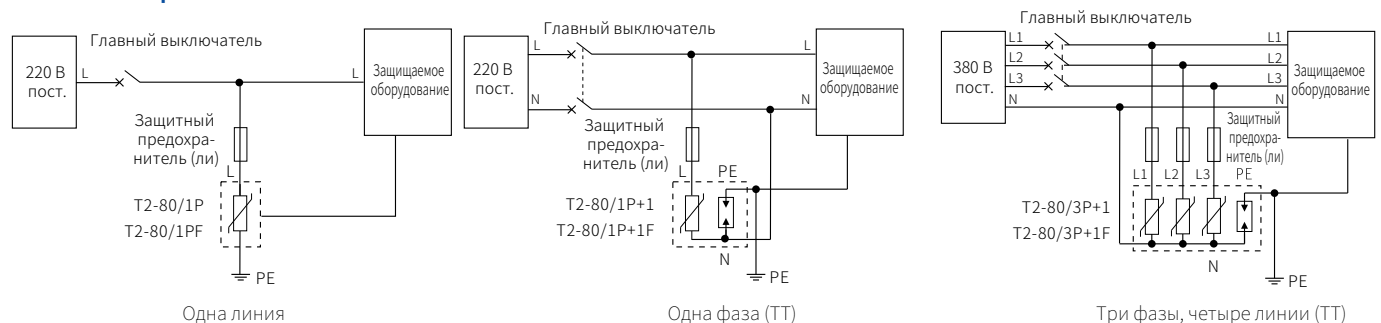 Главный выключатель
220 В
пост.
L
L
Защищаемое
оборудование
Защитный
предохра-
нитель (ли)
L
T2-80/1P
T2-80/1PF
PE
Одна линия
Главный выключатель
220 В
пост.
L
L
N
N
Защищаемое
оборудование
Защитный
предохра-
нитель (ли)
L
PE
T2-80/1P+1
T2-80/1P+1F
N
PE
Одна фаза (TT)
Главный выключатель
380 В
пост.
L1
L1
L2
L2
L3
L3
N
N
Защищаемое
оборудование
Защитный
предохра-
нитель (ли)
L1
L2
L3
PE
T2-80/3P+1
T2-80/3P+1F
N
PE
Три фазы, четыре линии (TT)